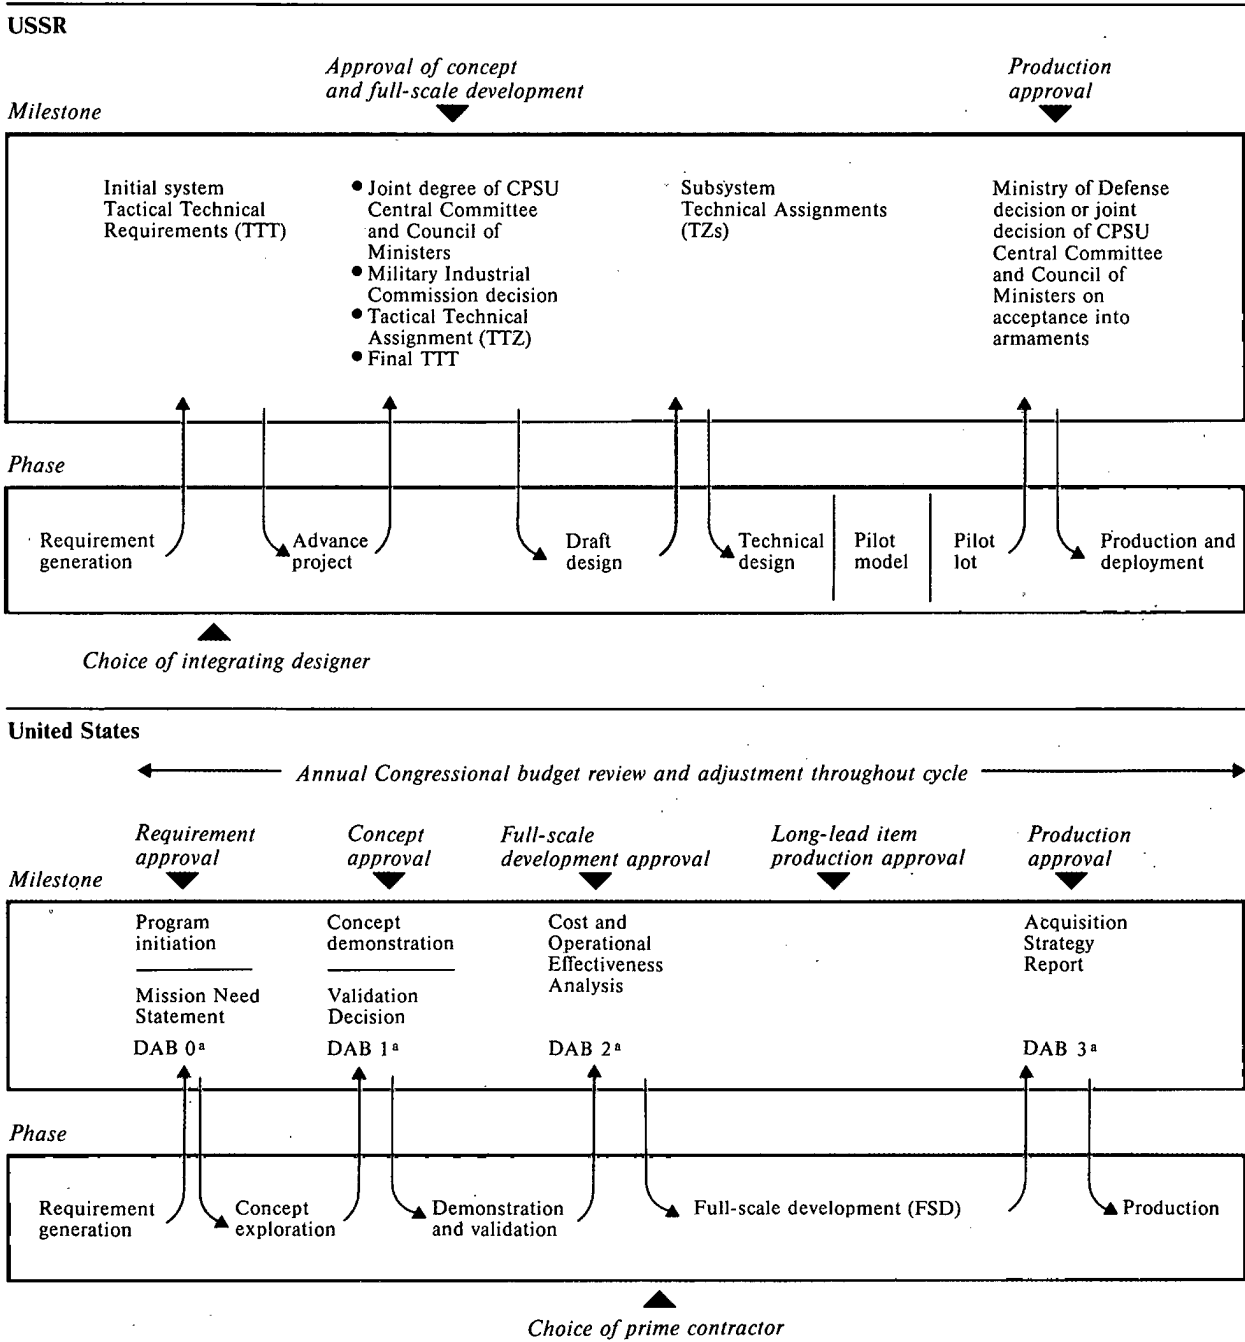 USSR
Approval of concept
and full-scale development
Production
approval
Milestone
Initial system
Tactical Technical
Requirements (TTT)
• Joint degree of CPSU
Central Committee
and Council of
Ministers
• Military Industrial
Commission decision
• Tactical Technical
Assignment (TTZ)
• Final TTT
Subsystem
Technical Assignments
(TZs)
Ministry of Defense
decision or joint
decision of CPSU
Central Committee
and Council of
Ministers on
acceptance into
armaments
Phase
Requirement
generation
Advance
project
Draft
design
Technical
design
Pilot
model
Pilot
lot
Production and
deployment
Choice of integrating designer
United States
Annual Congressional budget review and adjustment throughout cycle
Requirement
approval
Concept
approval
Full-scale
development approval
Long-lead item
production approval
Production
approval
Milestone
Program
initiation
Mission Need
Statement
DAB 0ᵃ
Concept
demonstration
Validation
Decision
DAB 1ᵃ
Cost and
Operational
Effectiveness
Analysis
DAB 2ᵃ
Acquisition
Strategy
Report
DAB 3ᵃ
Phase
Requirement
generation
Concept
exploration
Demonstration
and validation
Full-scale development (FSD)
Production
Choice of prime contractor